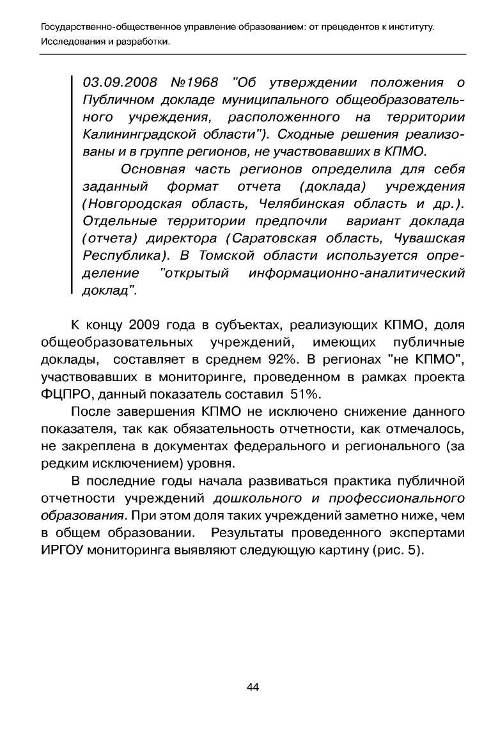 Государственно-общественное управление образованием: от прецедентов к институту.
Исследования и разработки.
03.09.2008 №1968 "Об утверждении положения о
Публичном докладе муниципального общеобразователь-
ного учреждения, расположенного на территории
Калининградской области"). Сходные решения реализо-
ваны и в группе регионов, не участвовавших в КПМО.
Основная часть регионов определила для себя
заданный формат отчета (доклада) учреждения
(Новгородская область, Челябинская область и др.).
Отдельные территории предпочли вариант доклада
(отчета) директора (Саратовская область, Чувашская
Республика). В Томской области используется опре-
деление "открытый информационно-аналитический
доклад".
К концу 2009 года в субъектах, реализующих КПМО, доля
общеобразовательных учреждений, имеющих публичные
доклады, составляет в среднем 92%. В регионах "не КПМО",
участвовавших в мониторинге, проведенном в рамках проекта
ФЦПРО, данный показатель составил 51%.
После завершения КПМО не исключено снижение данного
показателя, так как обязательность отчетности, как отмечалось,
не закреплена в документах федерального и регионального (за
редким исключением) уровня.
В последние годы начала развиваться практика публичной
отчетности учреждений дошкольного и профессионального
образования. При этом доля таких учреждений заметно ниже, чем
в общем образовании. Результаты проведенного экспертами
ИРГОУ мониторинга выявляют следующую картину (рис. 5).
44